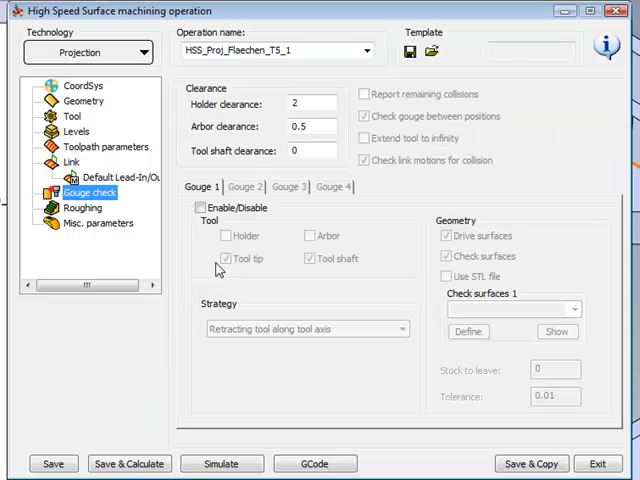 High Speed Surface machining operation
Technology
Operation name:
Template
Projection
HSS_Proj_Flaechen_T5_1
CoordSys
Geometry
Tool
Levels
Toolpath parameters
Link
Default Lead-In/Ou
Gouge check
Roughing
Misc. parameters
Clearance
Holder clearance: 2
Arbor clearance: 0.5
Tool shaft clearance: 0
Report remaining collisions
Check gouge between positions
Extend tool to infinity
Check link motions for collision
Gouge 1 Gouge 2 Gouge 3 Gouge 4
Enable/Disable
Tool
Holder Arbor
Tool tip Tool shaft
Strategy
Retracting tool along tool axis
Geometry
Drive surfaces
Check surfaces
Use STL file
Check surfaces 1
Define Show
Stock to leave: 0
Tolerance: 0.01
Save Save & Calculate Simulate GCode Save & Copy Exit